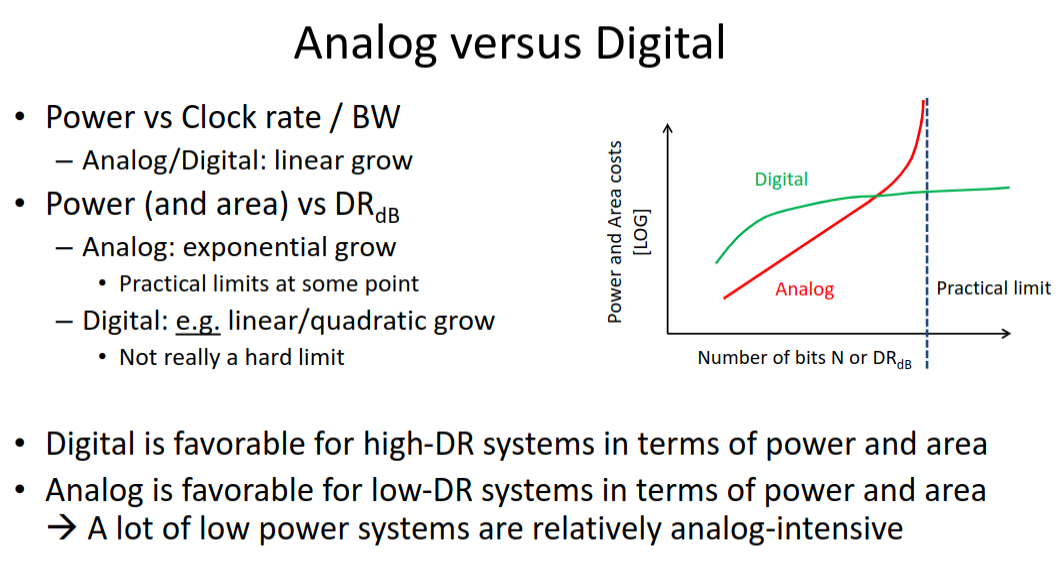 Analog versus Digital
• Power vs Clock rate / BW
– Analog/Digital: linear grow
• Power (and area) vs DRdB
– Analog: exponential grow
• Practical limits at some point
– Digital: e.g. linear/quadratic grow
• Not really a hard limit
Power and Area costs
[LOG]
Digital
Analog
Practical limit
Number of bits N or DRdB
• Digital is favorable for high-DR systems in terms of power and area
• Analog is favorable for low-DR systems in terms of power and area
→ A lot of low power systems are relatively analog-intensive